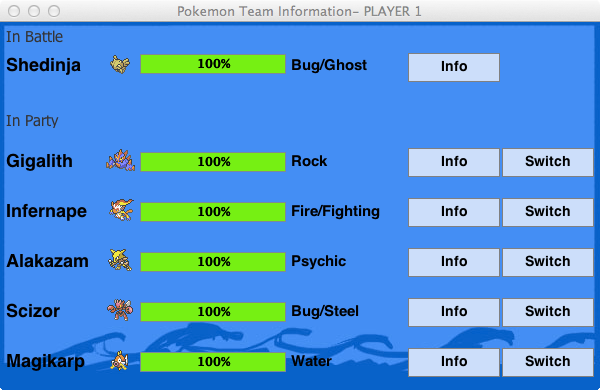 Pokemon Team Information- PLAYER 1
In Battle
Shedinja 100% Bug/Ghost Info
In Party
Gigalith 100% Rock Info Switch
Infernape 100% Fire/Fighting Info Switch
Alakazam 100% Psychic Info Switch
Scizor 100% Bug/Steel Info Switch
Magikarp 100% Water Info Switch